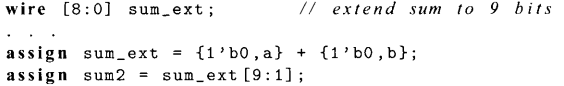 wire [8:0] sum_ext; // extend sum to 9 bits
. . .
assign sum_ext = {1'b0,a} + {1'b0,b};
assign sum2 = sum_ext[9:1];